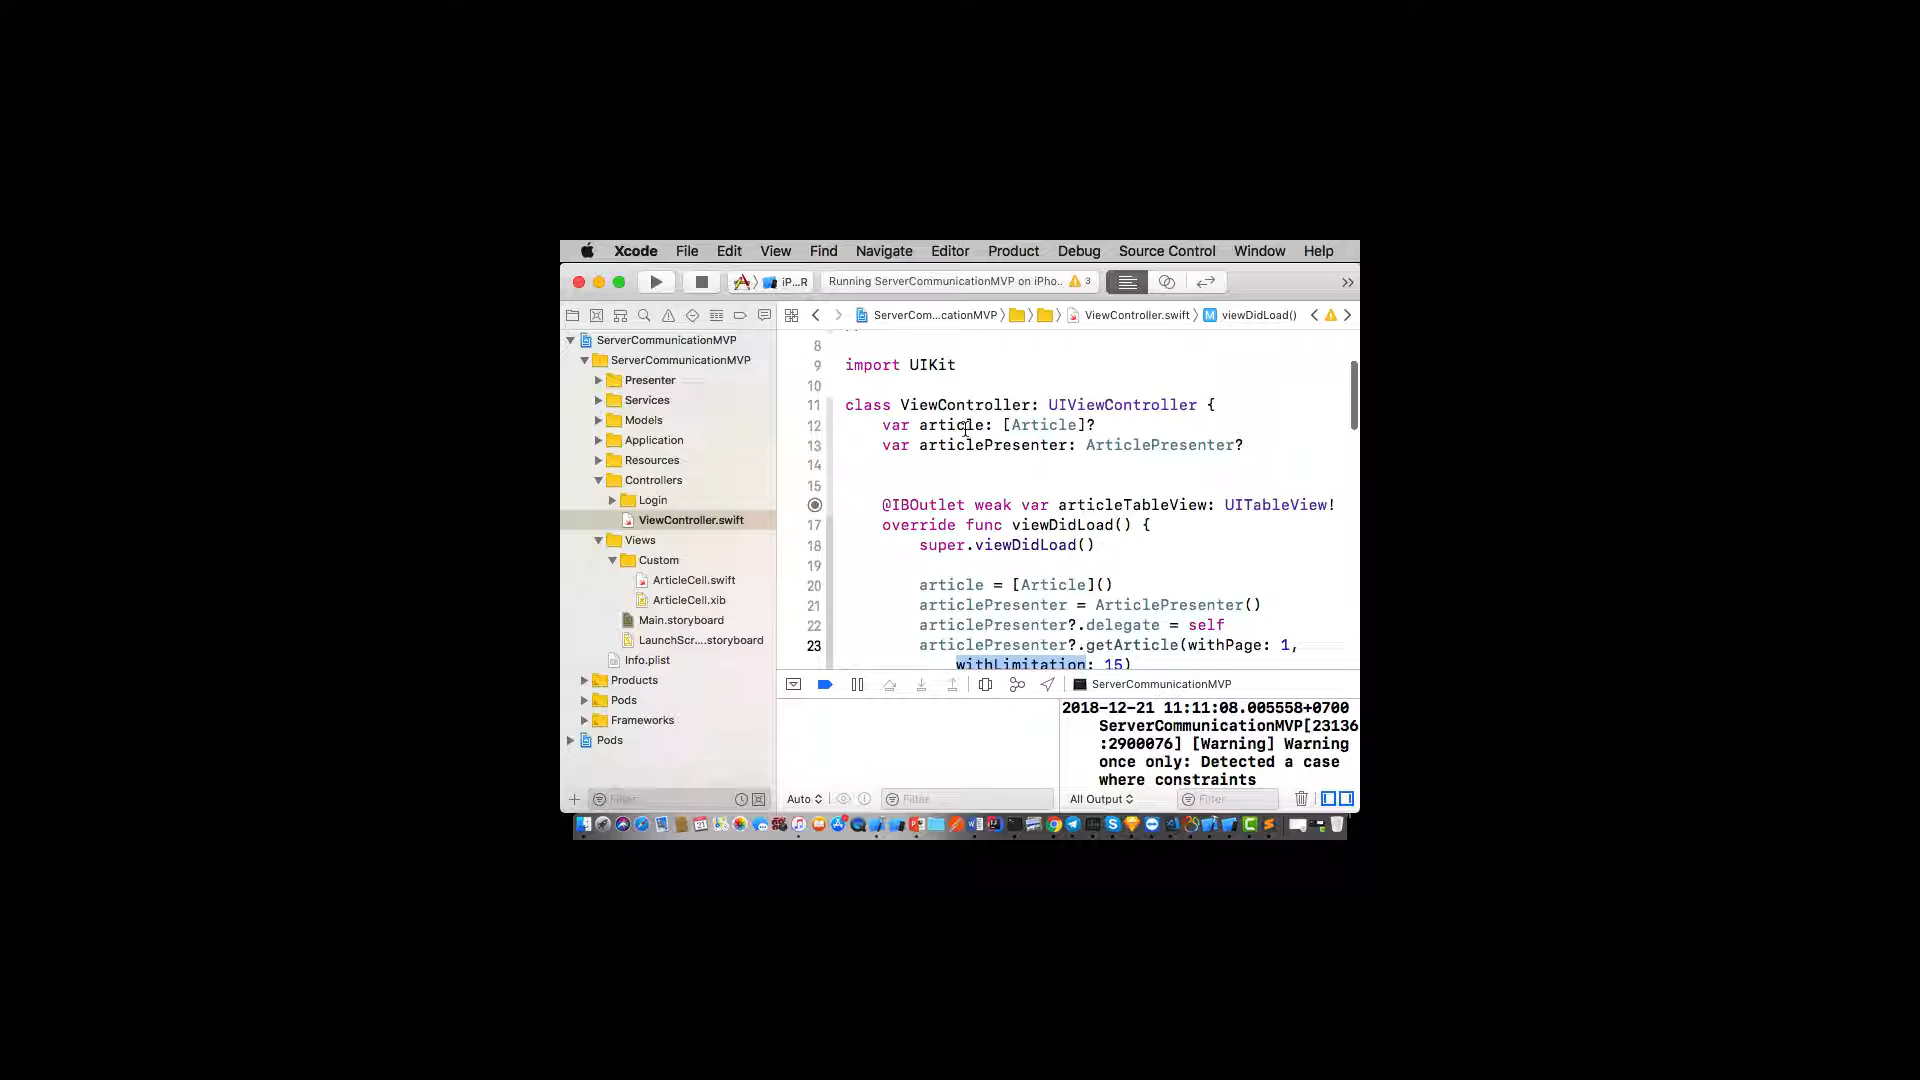 Xcode File Edit View Find Navigate Editor Product Debug Source Control Window Help
iP...R Running ServerCommunicationMVP on iPho.. 3
ServerCom...cationMVP ViewController.swift M viewDidLoad()
ServerCommunicationMVP
ServerCommunicationMVP
Presenter
Services
Models
Application
Resources
Controllers
Login
ViewController.swift
Views
Custom
ArticleCell.swift
ArticleCell.xib
Main.storyboard
LaunchScr....storyboard
Info.plist
Products
Pods
Frameworks
Pods
Filter
8
9 import UIKit
10
11 class ViewController: UIViewController {
12 var article: [Article]?
13 var articlePresenter: ArticlePresenter?
14
15
@IBOutlet weak var articleTableView: UITableView!
17 override func viewDidLoad() {
18 super.viewDidLoad()
19
20 article = [Article]()
21 articlePresenter = ArticlePresenter()
22 articlePresenter?.delegate = self
23 articlePresenter?.getArticle(withPage: 1,
withLimitation: 15)
ServerCommunicationMVP
2018-12-21 11:11:08.005558+0700
ServerCommunicationMVP[23136
:2900076] [Warning] Warning
once only: Detected a case
where constraints
Auto Filter
All Output Filter